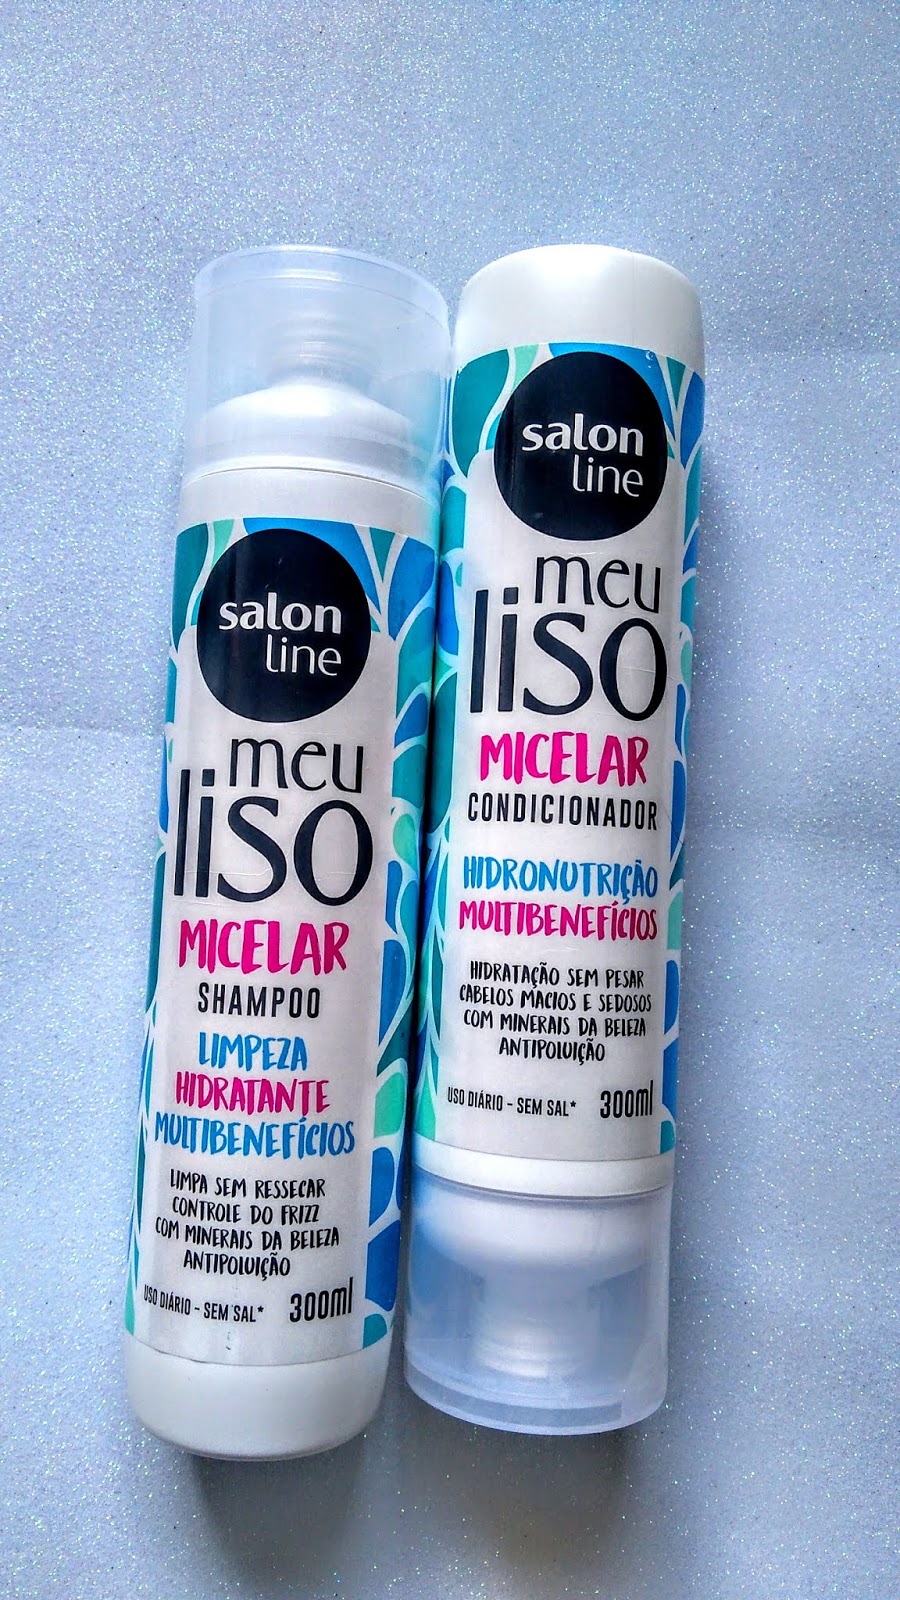 salon
line
meu
liso
MICELAR
SHAMPOO
LIMPEZA
HIDRATANTE
MULTIBENEFÍCIOS
LIMPA SEM RESSECAR
CONTROLE DO FRIZZ
COM MINERAIS DA BELEZA
ANTIPOLUIÇÃO
USO DIÁRIO - SEM SAL* 300ml
salon
line
meu
liso
MICELAR
CONDICIONADOR
HIDRONUTRIÇÃO
MULTIBENEFÍCIOS
HIDRATAÇÃO SEM PESAR
CABELOS MACIOS E SEDOSOS
COM MINERAIS DA BELEZA
ANTIPOLUIÇÃO
USO DIÁRIO - SEM SAL* 300ml